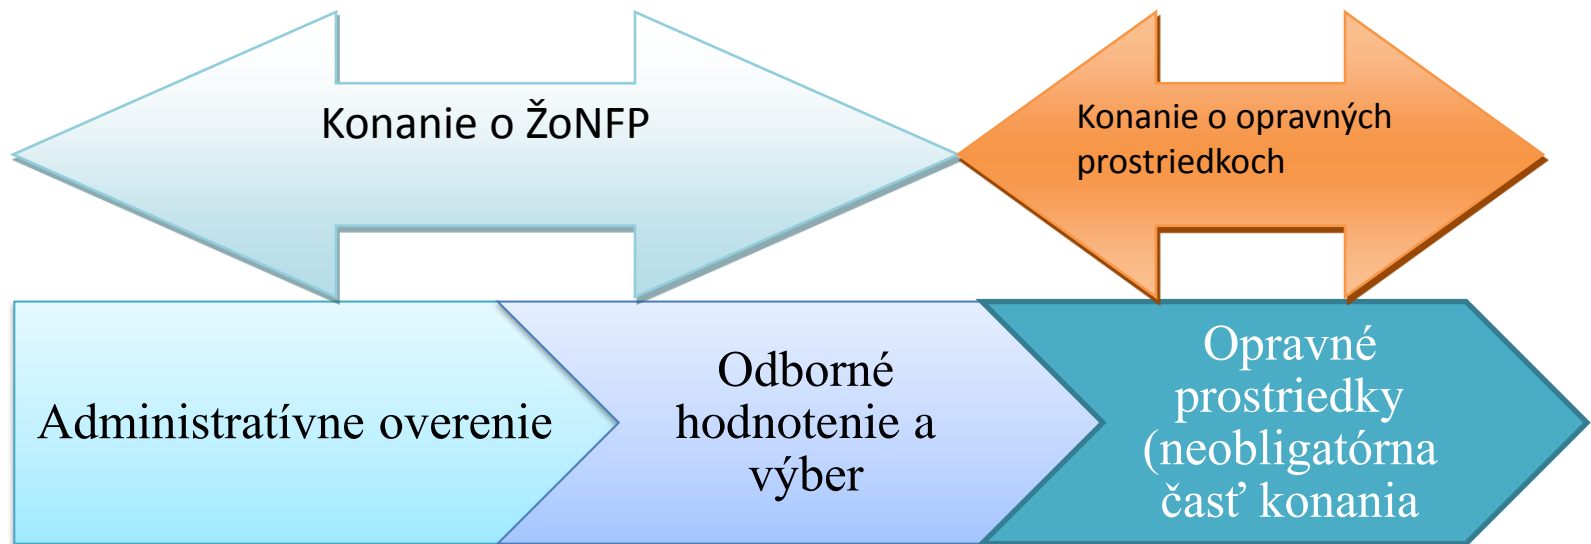 Konanie o ŽoNFP
Konanie o opravných
prostriedkoch
Administratívne overenie
Odborné
hodnotenie a
výber
Opravné
prostriedky
(neobligatórna
časť konania